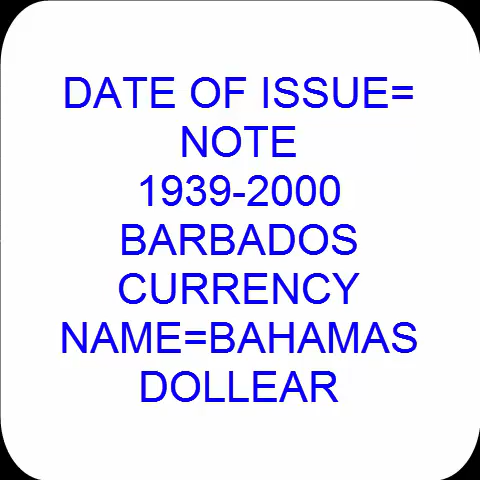 DATE OF ISSUE=
NOTE
1939-2000
BARBADOS
CURRENCY
NAME=BAHAMAS
DOLLEAR